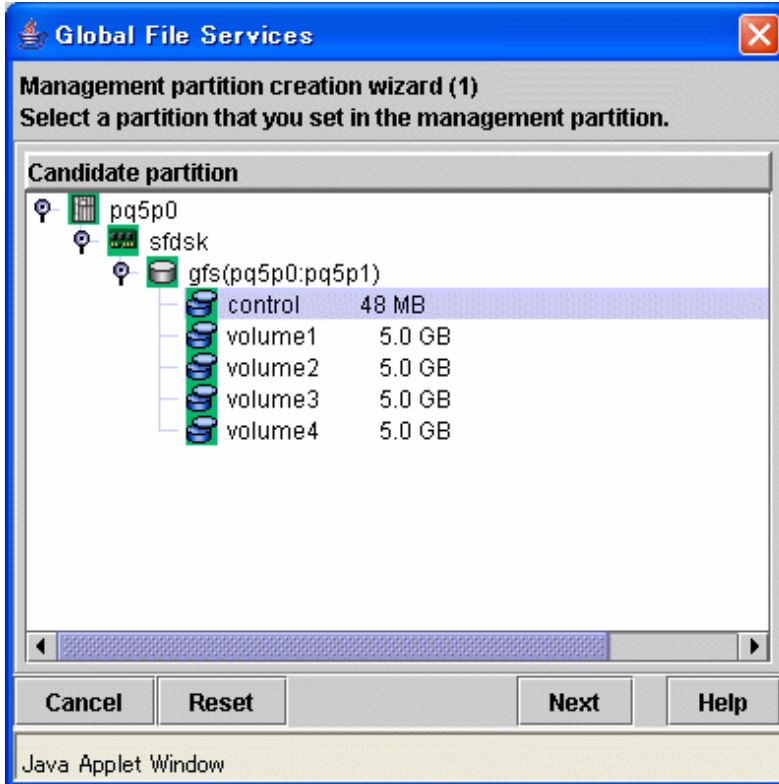 Global File Services
Management partition creation wizard (1)
Select a partition that you set in the management partition.
Candidate partition
pq5p0
sfdsk
gfs(pq5p0:pq5p1)
control 48 MB
volume1 5.0 GB
volume2 5.0 GB
volume3 5.0 GB
volume4 5.0 GB
Cancel Reset Next Help
Java Applet Window